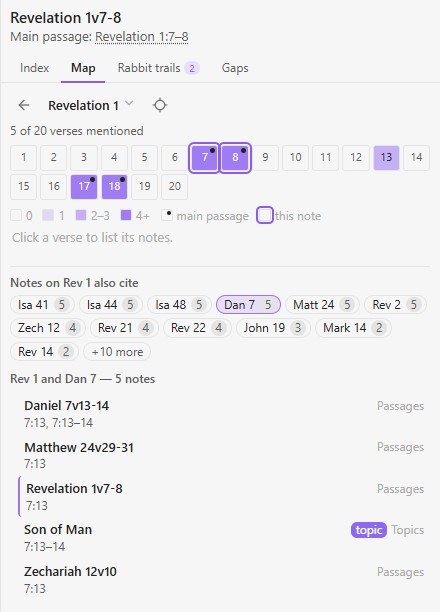 Revelation 1v7-8
Main passage: Revelation 1:7–8
Index Map Rabbit trails 2 Gaps
Revelation 1
5 of 20 verses mentioned
1 2 3 4 5 6 7 8 9 10 11 12 13 14
15 16 17 18 19 20
0 1 2–3 4+ main passage this note
Click a verse to list its notes.
Notes on Rev 1 also cite
Isa 41 5 Isa 44 5 Isa 48 5 Dan 7 5 Matt 24 5 Rev 2 5
Zech 12 4 Rev 21 4 Rev 22 4 John 19 3 Mark 14 2
Rev 14 2 +10 more
Rev 1 and Dan 7 — 5 notes
Daniel 7v13-14 Passages
7:13, 7:13–14
Matthew 24v29-31 Passages
7:13
Revelation 1v7-8 Passages
7:13
Son of Man topic Topics
7:13–14
Zechariah 12v10 Passages
7:13